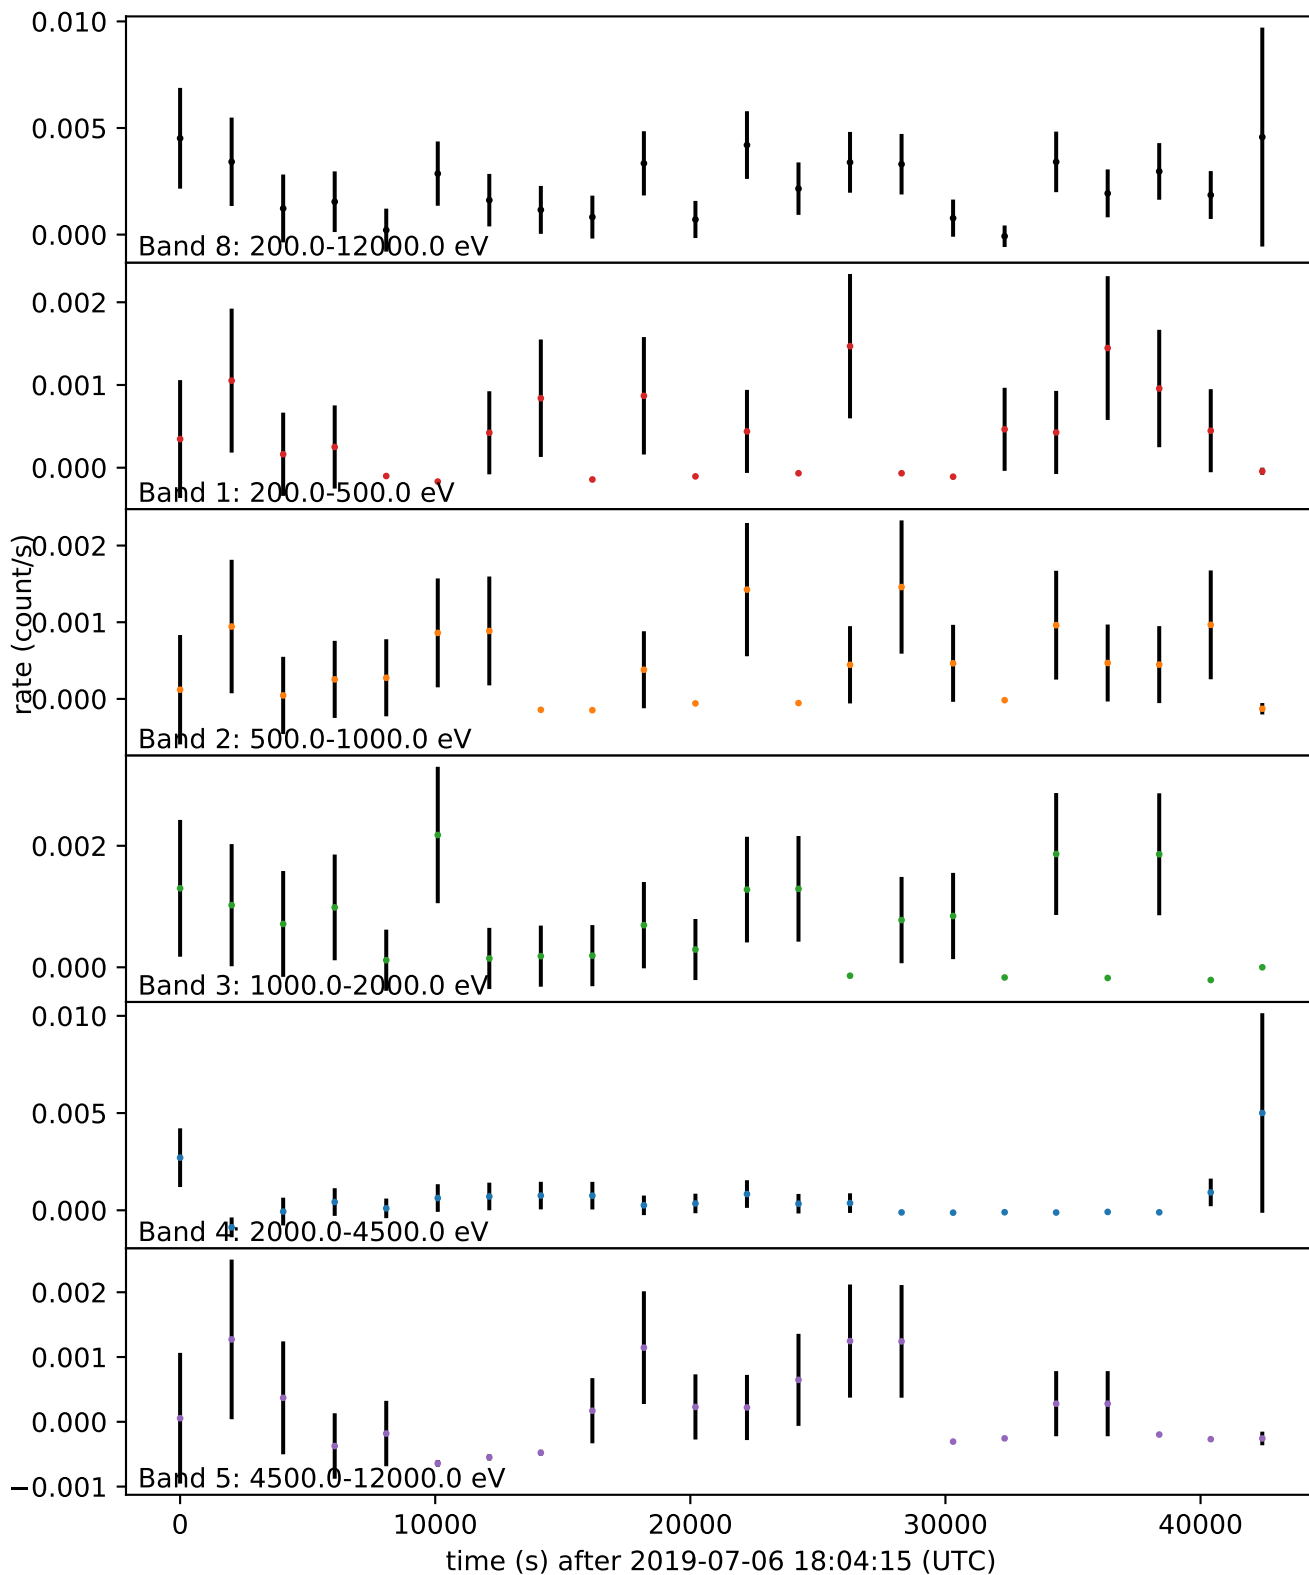 0.010
0.005
0.000
Band 8: 200.0-12000.0 eV
0.002
0.001
0.000
Band 1: 200.0-500.0 eV
0.002
0.001
0.000
Band 2: 500.0-1000.0 eV
rate (count/s)
0.002
0.000
Band 3: 1000.0-2000.0 eV
0.010
0.005
0.000
Band 4: 2000.0-4500.0 eV
0.002
0.001
0.000
−0.001
Band 5: 4500.0-12000.0 eV
0 10000 20000 30000 40000
time (s) after 2019-07-06 18:04:15 (UTC)